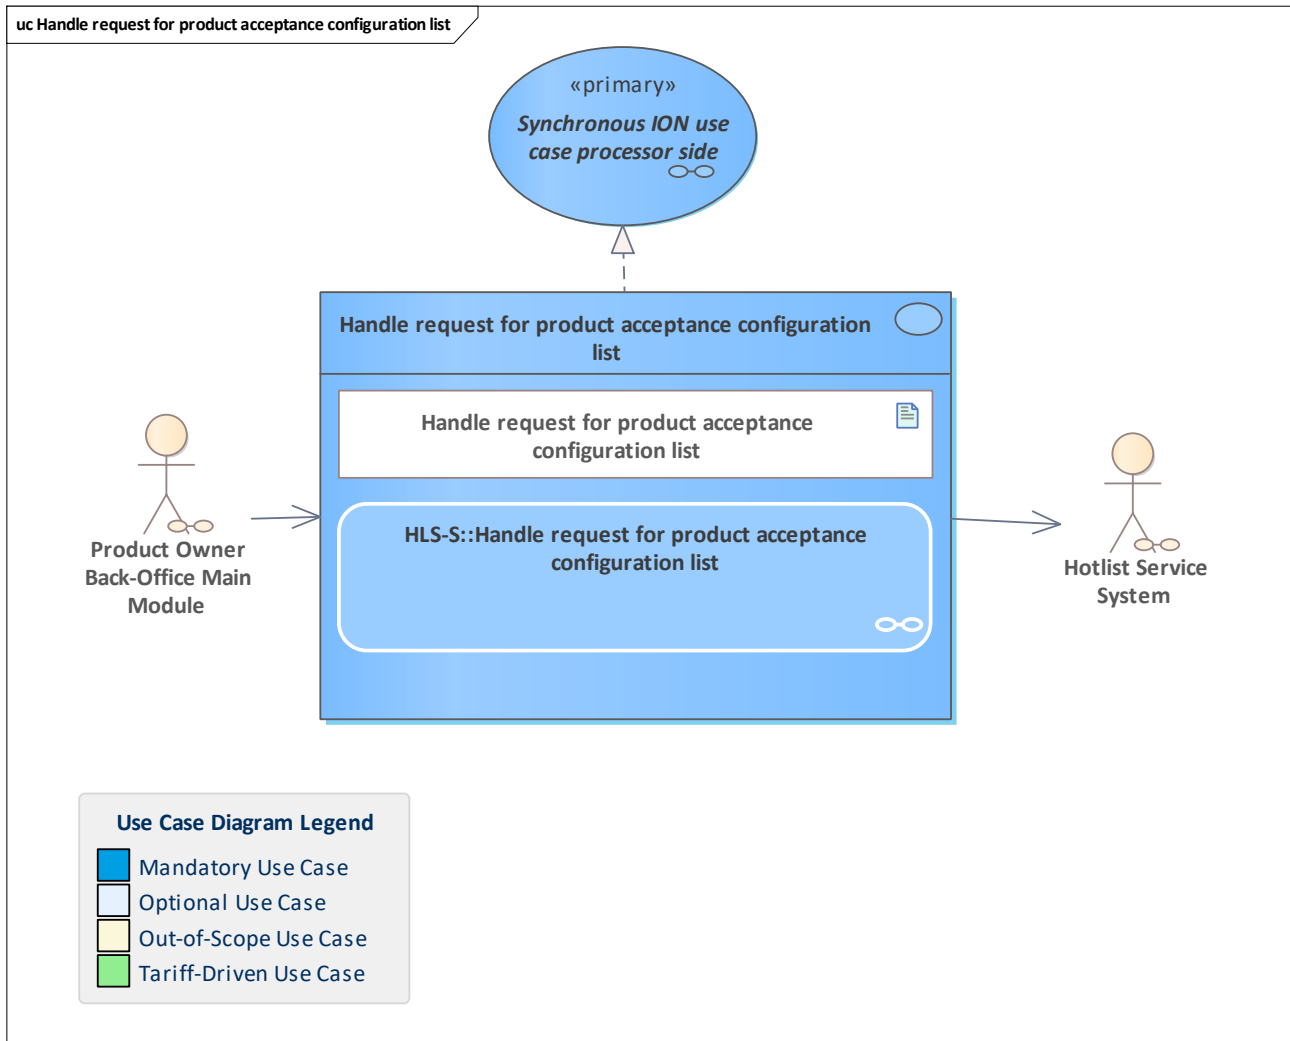 uc Handle request for product acceptance configuration list
«primary»
Synchronous ION use
case processor side
Handle request for product acceptance configuration
list
Handle request for product acceptance
configuration list
HLS-S::Handle request for product acceptance
configuration list
Product Owner
Back-Office Main
Module
Hotlist Service
System
Use Case Diagram Legend
Mandatory Use Case
Optional Use Case
Out-of-Scope Use Case
Tariff-Driven Use Case